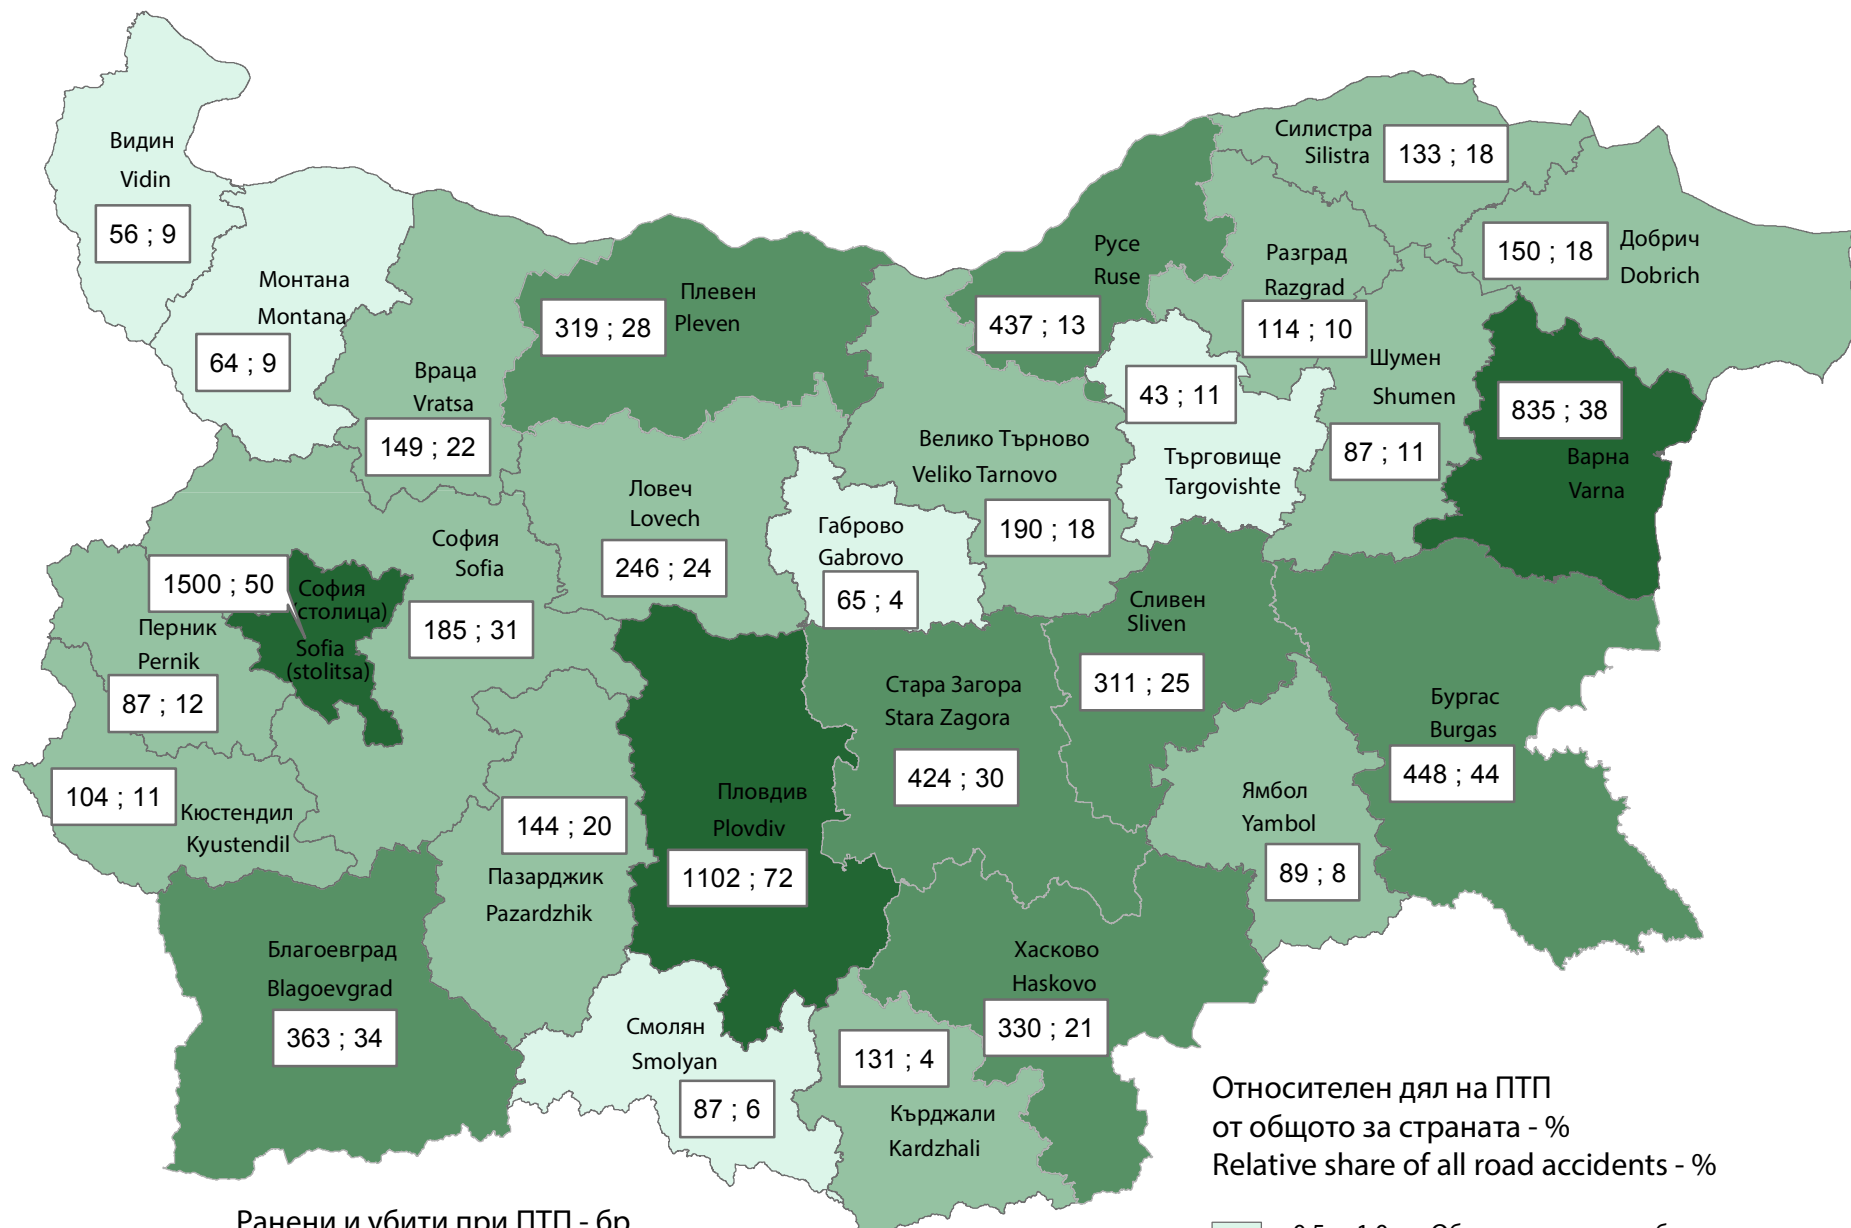 Видин
Vidin
56 ; 9
Монтана
Montana
64 ; 9
Враца
Vratsa
149 ; 22
Плевен
Pleven
319 ; 28
Русе
Ruse
437 ; 13
Силистра
Silistra
133 ; 18
Разград
Razgrad
114 ; 10
Добрич
Dobrich
150 ; 18
Шумен
Shumen
87 ; 11
Варна
Varna
835 ; 38
43 ; 11
Търговище
Targovishte
Велико Търново
Veliko Tarnovo
190 ; 18
Ловеч
Lovech
246 ; 24
Габрово
Gabrovo
65 ; 4
София
Sofia
185 ; 31
1500 ; 50
София
(столица)
Sofia
(stolitsa)
Перник
Pernik
87 ; 12
104 ; 11
Кюстендил
Kyustendil
144 ; 20
Пазарджик
Pazardzhik
Пловдив
Plovdiv
1102 ; 72
Стара Загора
Stara Zagora
424 ; 30
Сливен
Sliven
311 ; 25
Ямбол
Yambol
89 ; 8
Бургас
Burgas
448 ; 44
Благоевград
Blagoevgrad
363 ; 34
Смолян
Smolyan
87 ; 6
131 ; 4
Кърджали
Kardzhali
Хасково
Haskovo
330 ; 21
Относителен дял на ПТП
от общото за страната - %
Relative share of all road accidents - %
Ранени и убити при ПТП - бр